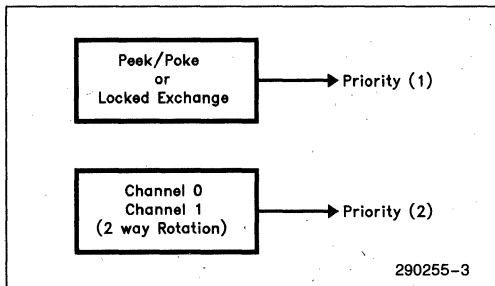 Peek/Poke
or
Locked Exchange
Priority (1)
Channel 0
Channel 1
(2 way Rotation)
Priority (2)
290255-3